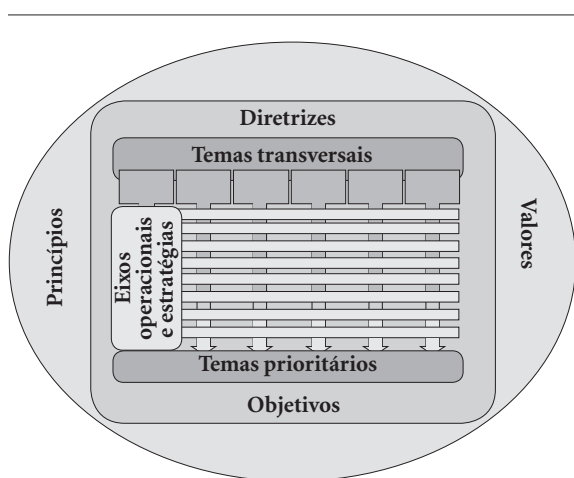 Diretrizes
Temas transversais
Princípios
Eixos
operacionais
e estratégias
Valores
Temas prioritários
Objetivos